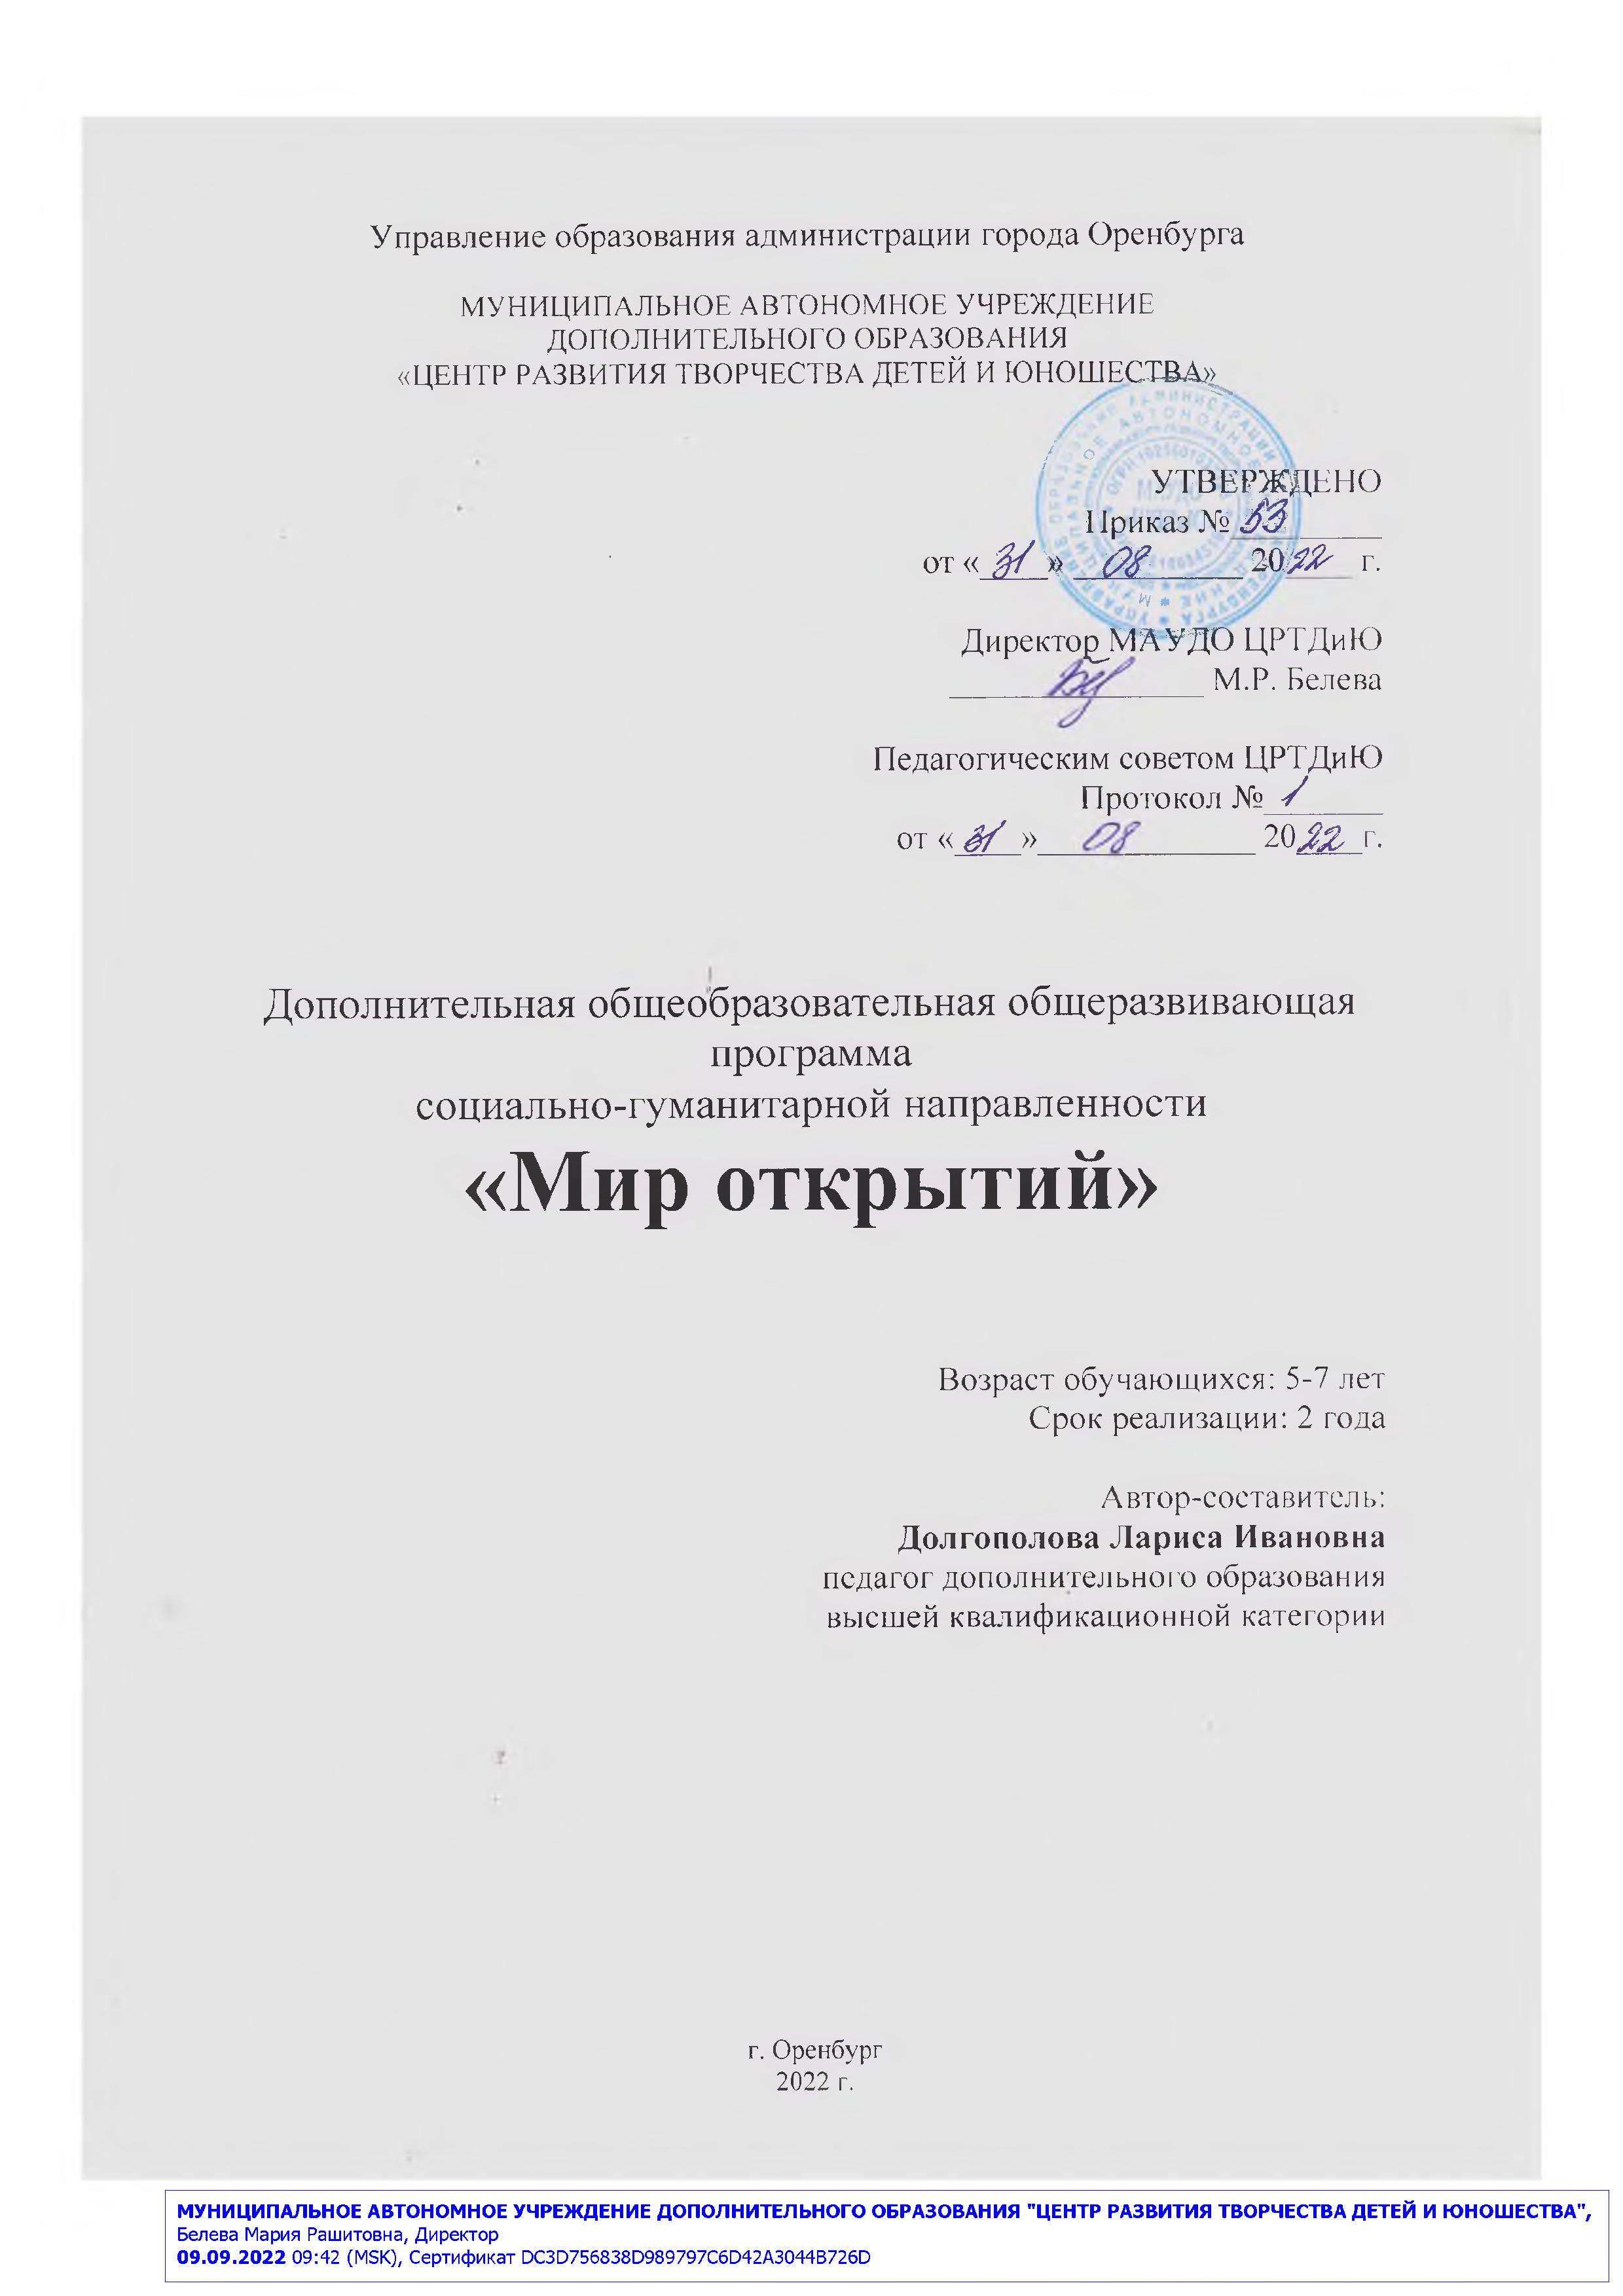 Управление образования администрации города Оренбурга
МУНИЦИПАЛЬНОЕ АВТОНОМНОЕ УЧРЕЖДЕНИЕ
ДОПОЛНИТЕЛЬНОГО ОБРАЗОВАНИЯ
«ЦЕНТР РАЗВИТИЯ ТВОРЧЕСТВА ДЕТЕЙ И ЮНОШЕСТВА»
УТВЕРЖДЕНО
Приказ № 53
от «31» 08 2022 г.
Директор МАУДО ЦРТДиЮ
М.Р. Белева
Педагогическим советом ЦРТДиЮ
Протокол № 1
от «31» 08 2022 г.
Дополнительная общеобразовательная общеразвивающая
программа
социально-гуманитарной направленности
«Мир открытий»
Возраст обучающихся: 5-7 лет
Срок реализации: 2 года
Автор-составитель:
Долгополова Лариса Ивановна
педагог дополнительного образования
высшей квалификационной категории
г. Оренбург
2022 г.
МУНИЦИПАЛЬНОЕ АВТОНОМНОЕ УЧРЕЖДЕНИЕ ДОПОЛНИТЕЛЬНОГО ОБРАЗОВАНИЯ "ЦЕНТР РАЗВИТИЯ ТВОРЧЕСТВА ДЕТЕЙ И ЮНОШЕСТВА",
Белева Мария Рашитовна, Директор
09.09.2022 09:42 (MSK), Сертификат DC3D756838D989797C6D42A3044B726D